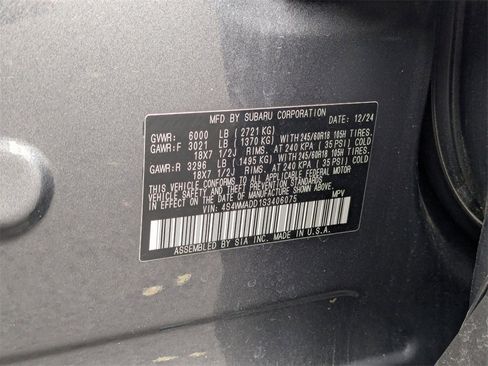 MFD BY SUBARU CORPORATION DATE: 12/24
GVWR: 6000 LB (2721 KG)
GAWR:F 3021 LB (1370 KG) WITH 245/60R18 105H TIRES.
18X7 1/2J RIMS. AT 240 KPA (35 PSI) COLD
GAWR:R 3296 LB (1495 KG) WITH 245/60R18 105H TIRES.
18X7 1/2J RIMS. AT 240 KPA (35 PSI) COLD
THIS VEHICLE CONFORMS TO ALL APPLICABLE FEDERAL MOTOR
VEHICLE SAFETY STANDARDS IN EFFECT
ON THE DATE OF MANUFACTURE SHOWN ABOVE.
VIN: 4S4WMADD1S3406075 MPV
ASSEMBLED BY SIA INC. MADE IN U.S.A.